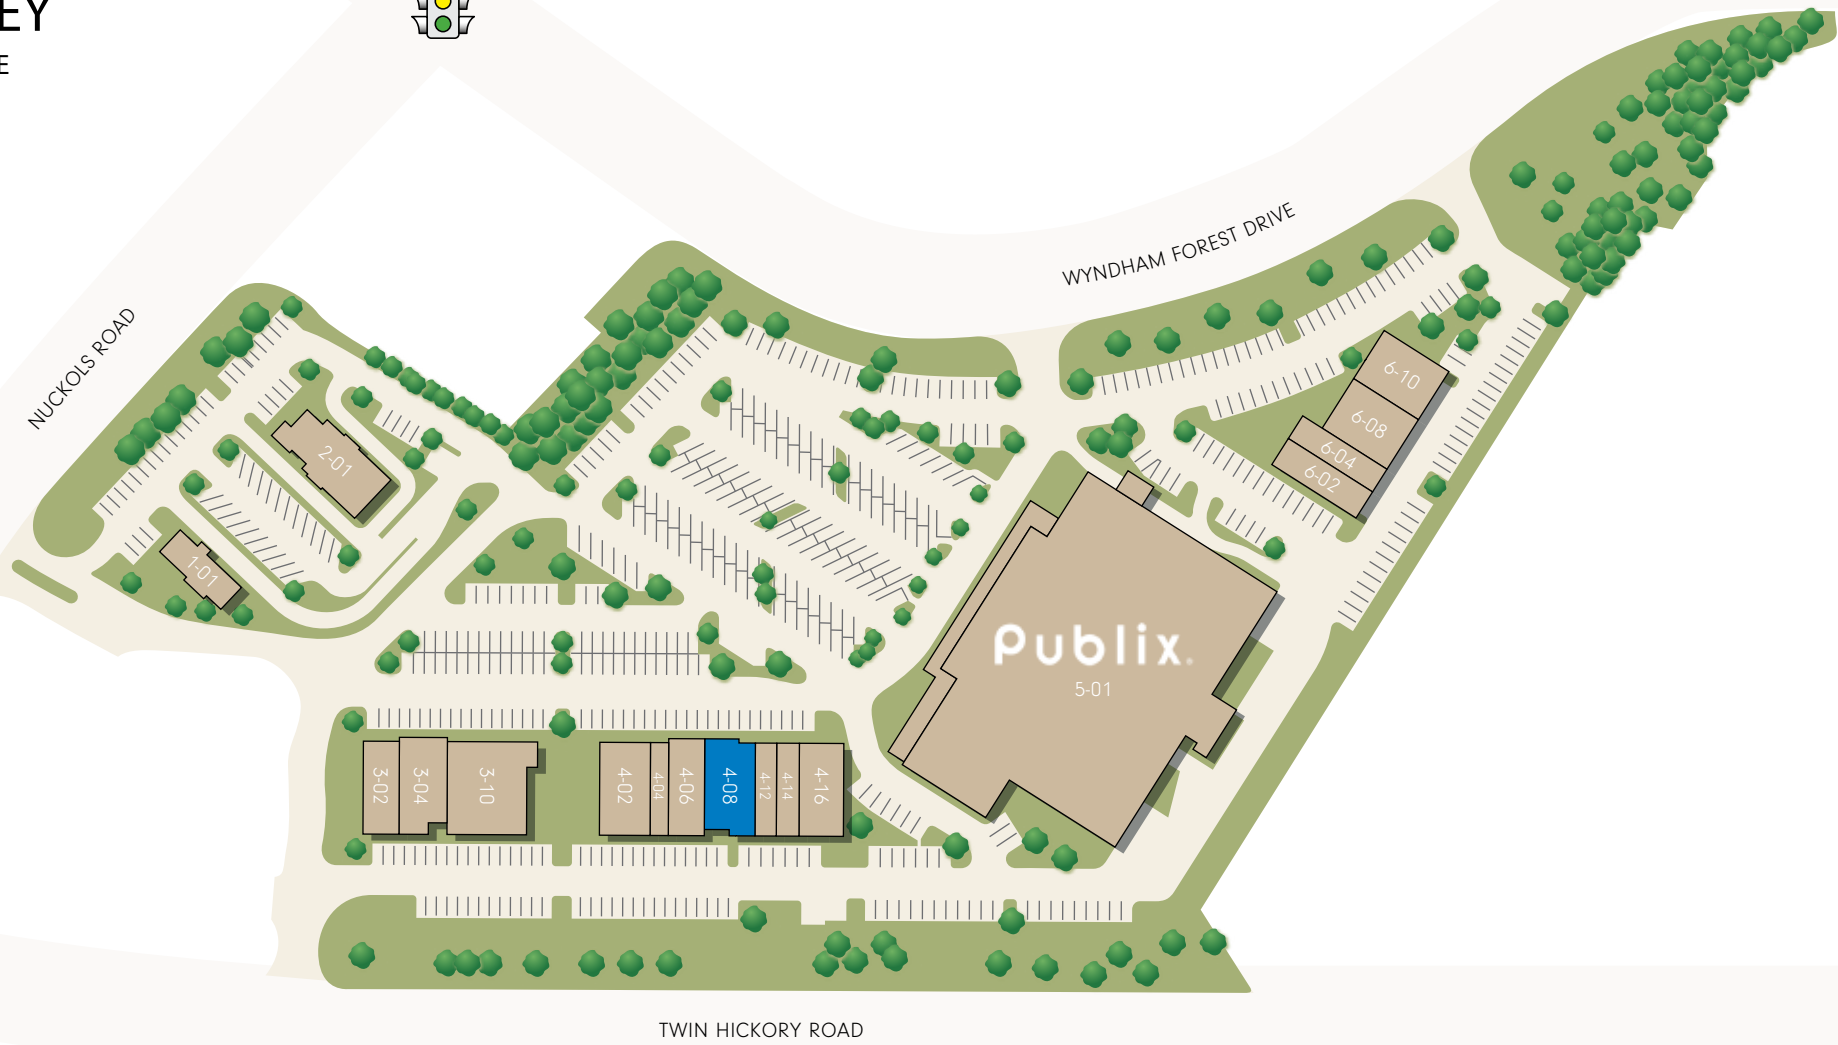 EY
E
WYNDHAM FOREST DRIVE
NUCKOLS ROAD
6-10
6-08
6-04
6-02
2-01
1-01
Publix.
5-01
3-02
3-04
3-10
4-02
4-04
4-06
4-08
4-12
4-14
4-16
TWIN HICKORY ROAD